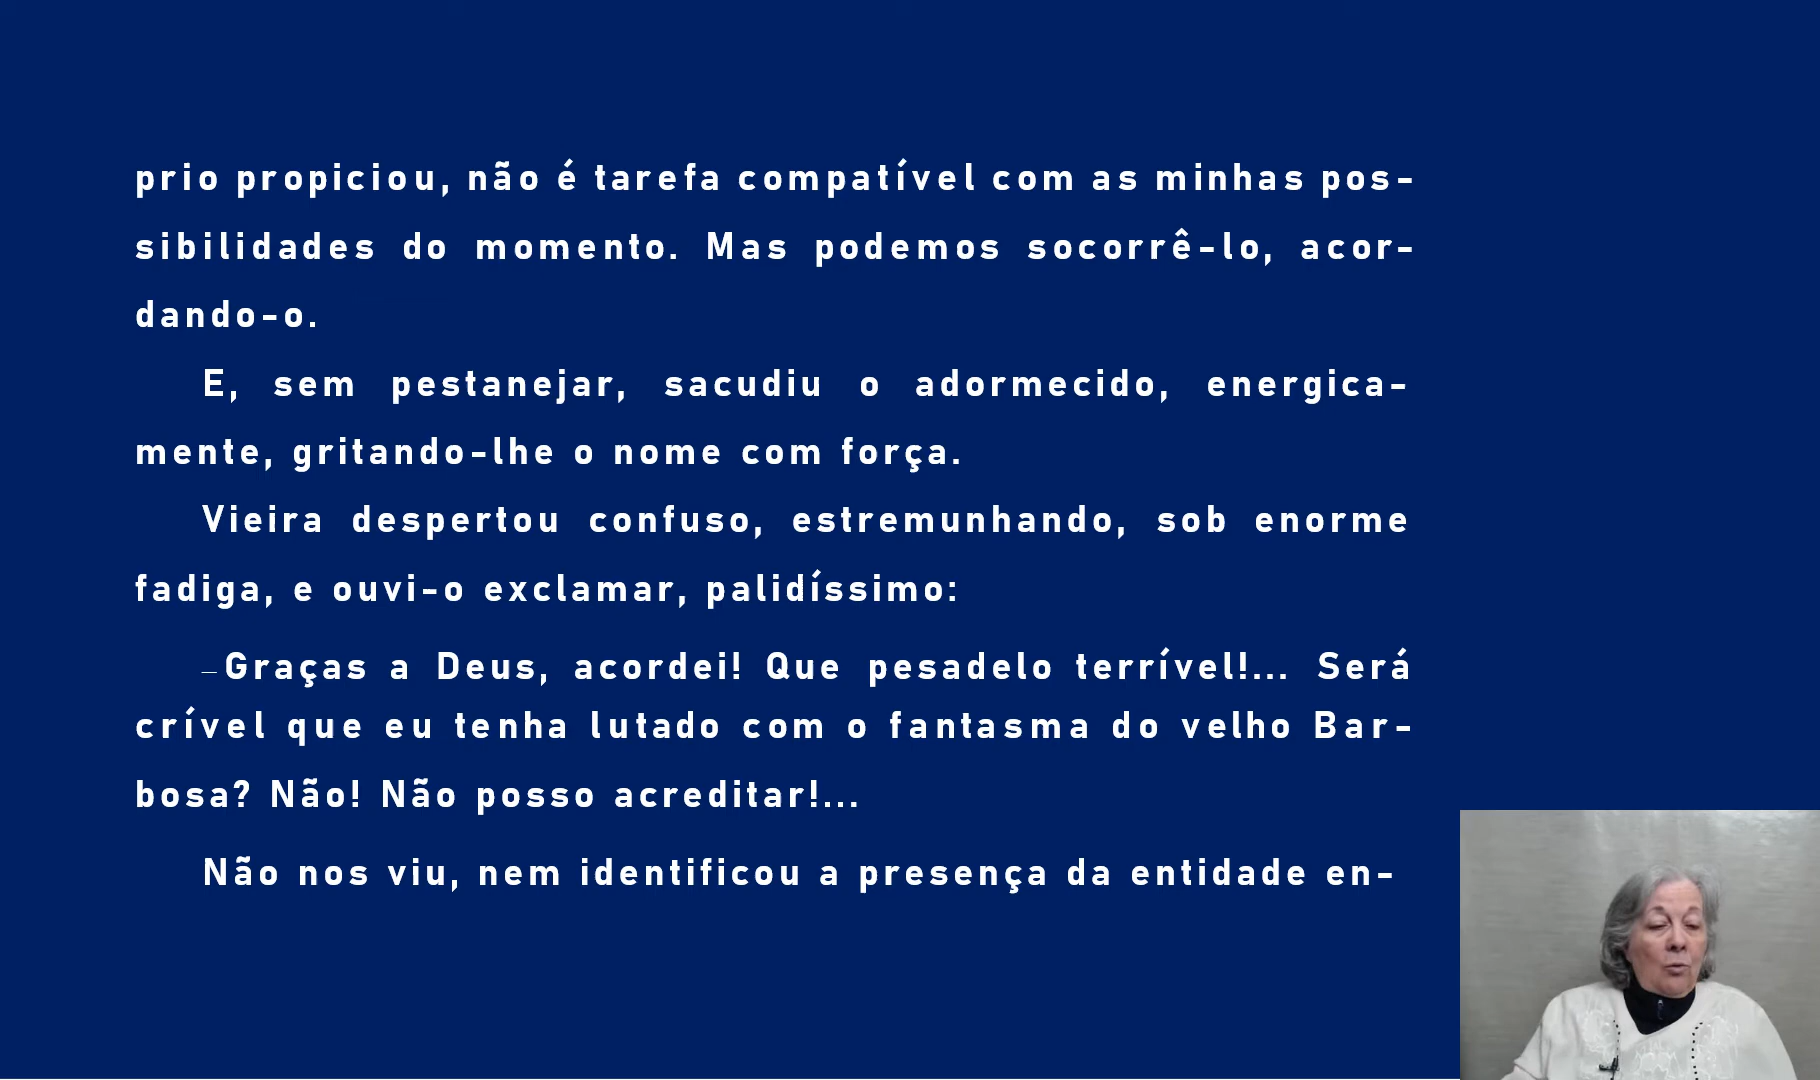 prio propiciou, não é tarefa compatível com as minhas pos-
sibilidades do momento. Mas podemos socorrê-lo, acor-
dando-o.
E, sem pestanejar, sacudiu o adormecido, energica-
mente, gritando-lhe o nome com força.
Vieira despertou confuso, estremunhando, sob enorme
fadiga, e ouvi-o exclamar, palidíssimo:
–Graças a Deus, acordei! Que pesadelo terrível!... Será
crível que eu tenha lutado com o fantasma do velho Bar-
bosa? Não! Não posso acreditar!...
Não nos viu, nem identificou a presença da entidade en-